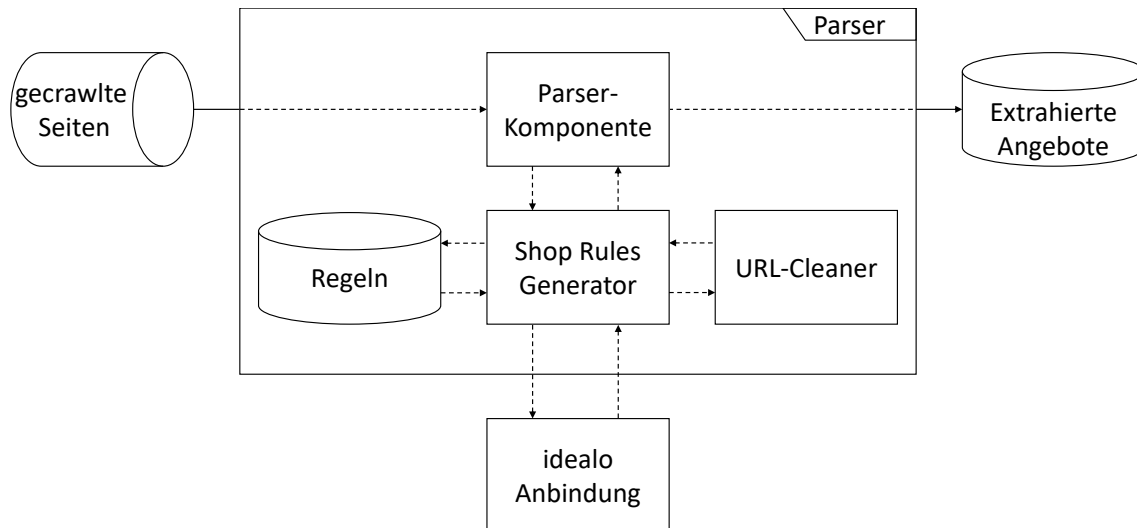 Parser
gecrawlte
Seiten
Parser-
Komponente
Extrahierte
Angebote
Regeln
Shop Rules
Generator
URL-Cleaner
idealo
Anbindung